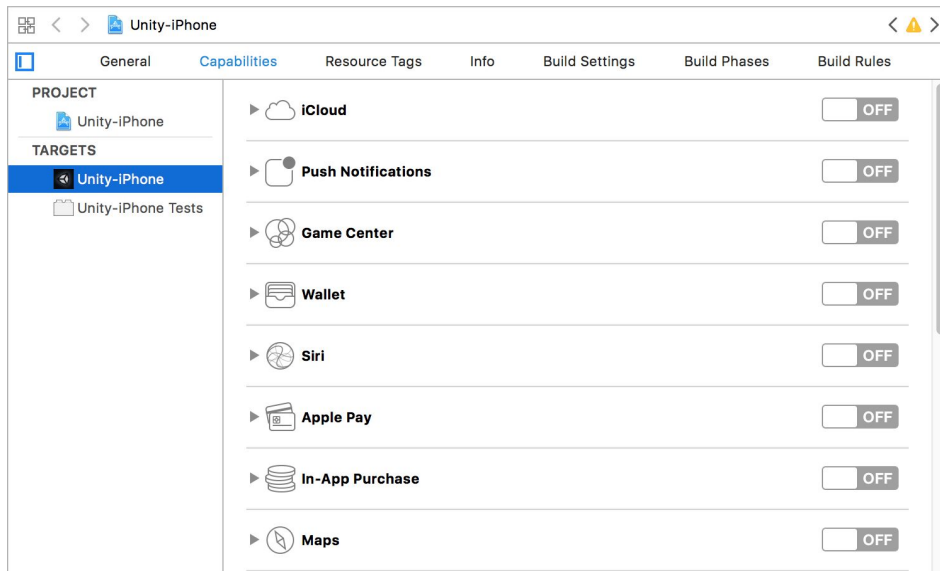 Unity-iPhone
General Capabilities Resource Tags Info Build Settings Build Phases Build Rules
PROJECT
Unity-iPhone
TARGETS
Unity-iPhone
Unity-iPhone Tests
iCloud OFF
Push Notifications OFF
Game Center OFF
Wallet OFF
Siri OFF
Apple Pay OFF
In-App Purchase OFF
Maps OFF